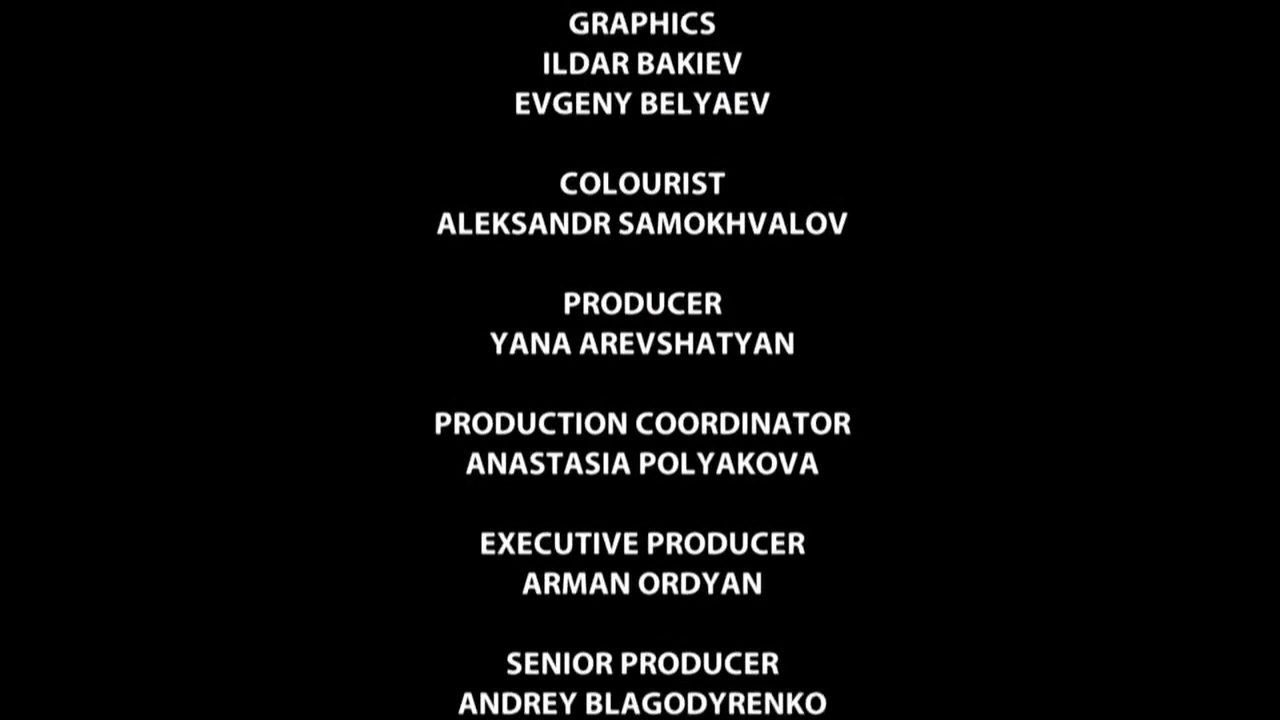 GRAPHICS
ILDAR BAKIEV
EVGENY BELYAEV
COLOURIST
ALEKSANDR SAMOKHVALOV
PRODUCER
YANA AREVSHATYAN
PRODUCTION COORDINATOR
ANASTASIA POLYAKOVA
EXECUTIVE PRODUCER
ARMAN ORDYAN
SENIOR PRODUCER
ANDREY BLAGODYRENKO